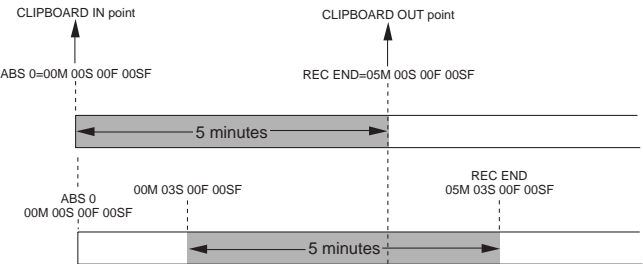 CLIPBOARD IN point
CLIPBOARD OUT point
ABS 0=00M 00S 00F 00SF
REC END=05M 00S 00F 00SF
5 minutes
ABS 0
00M 00S 00F 00SF
00M 03S 00F 00SF
REC END
05M 03S 00F 00SF
5 minutes